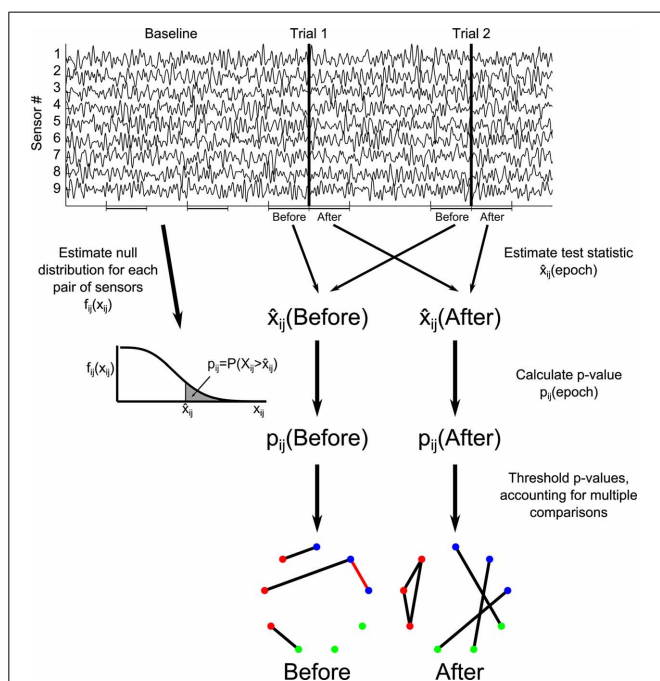 Baseline Trial 1 Trial 2
Sensor #
1
2
3
4
5
6
7
8
9
Before After Before After
Estimate null
distribution for each
pair of sensors
fij(xij)
Estimate test statistic
x̂ij(epoch)
x̂ij(Before) x̂ij(After)
fij(xij)
pij=P(Xij>x̂ij)
x̂ij xij
Calculate p-value
pij(epoch)
pij(Before) pij(After)
Threshold p-values,
accounting for multiple
comparisons
Before After